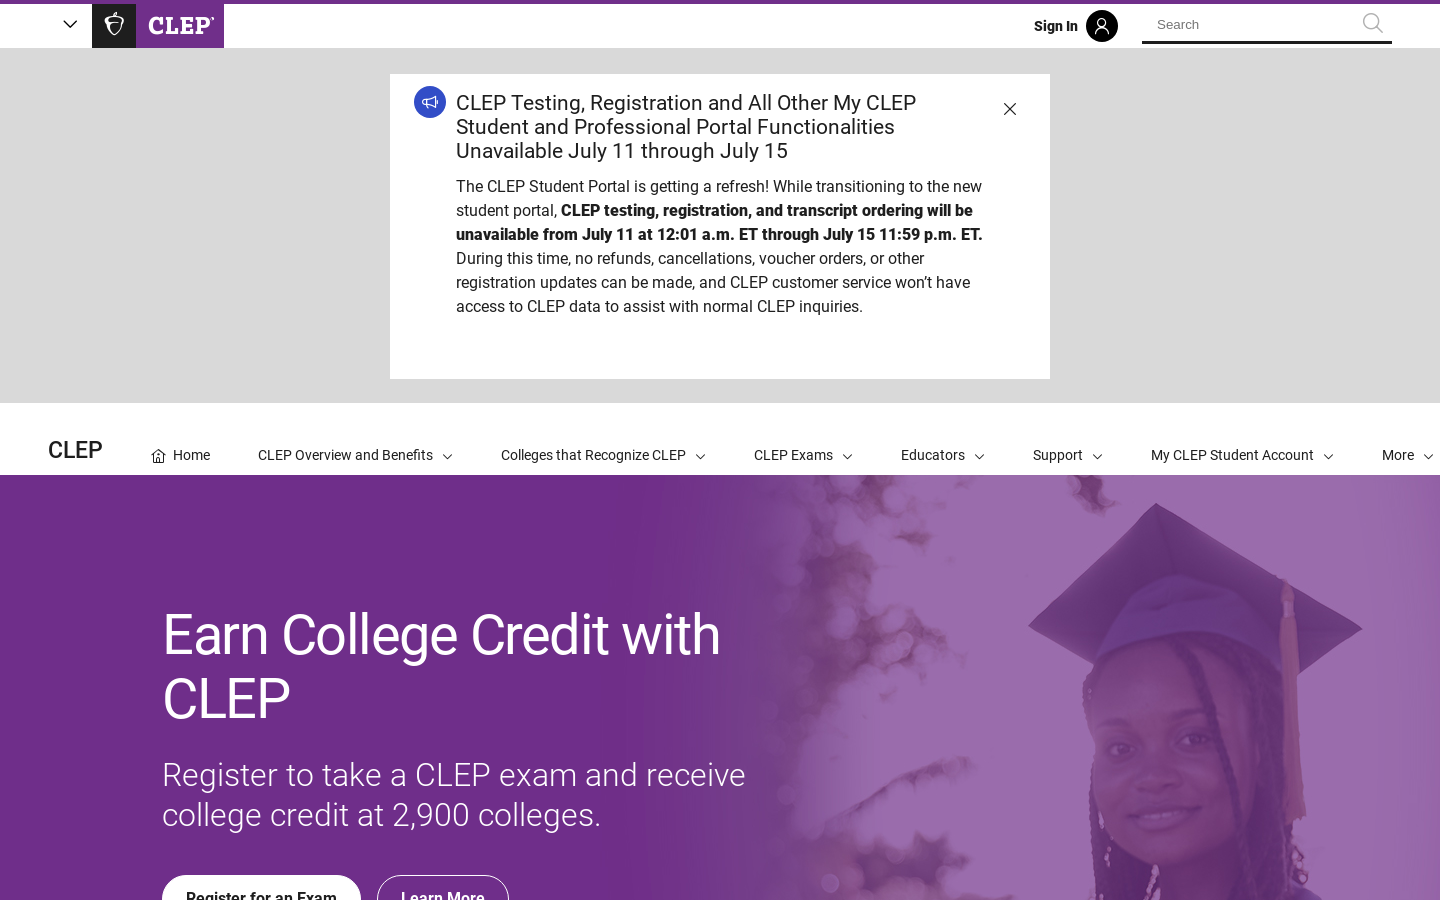 CLEP
Sign In
Search
CLEP Testing, Registration and All Other My CLEP
Student and Professional Portal Functionalities
Unavailable July 11 through July 15
The CLEP Student Portal is getting a refresh! While transitioning to the new
student portal, CLEP testing, registration, and transcript ordering will be
unavailable from July 11 at 12:01 a.m. ET through July 15 11:59 p.m. ET.
During this time, no refunds, cancellations, voucher orders, or other
registration updates can be made, and CLEP customer service won’t have
access to CLEP data to assist with normal CLEP inquiries.
CLEP
Home
CLEP Overview and Benefits
Colleges that Recognize CLEP
CLEP Exams
Educators
Support
My CLEP Student Account
More
Earn College Credit with
CLEP
Register to take a CLEP exam and receive
college credit at 2,900 colleges.
Register for an Exam
Learn More